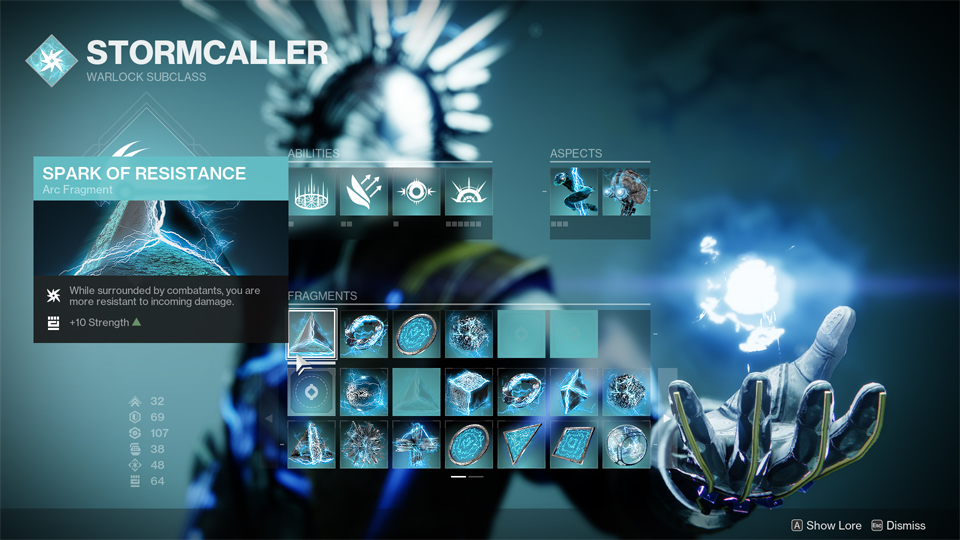 STORMCALLER
WARLOCK SUBCLASS
ABILITIES
ASPECTS
SPARK OF RESISTANCE
Arc Fragment
While surrounded by combatants, you are
more resistant to incoming damage.
+10 Strength
FRAGMENTS
32
69
107
38
48
64
A Show Lore Esc Dismiss